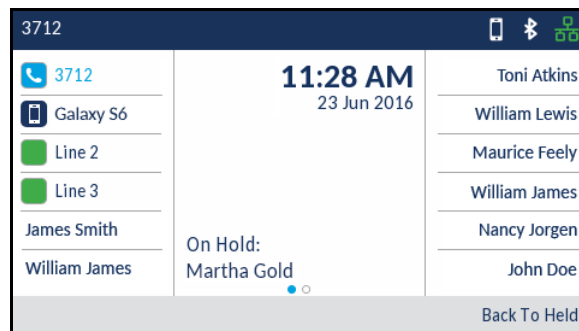 3712
3712
Galaxy S6
Line 2
Line 3
James Smith
William James
11:28 AM
23 Jun 2016
On Hold:
Martha Gold
Toni Atkins
William Lewis
Maurice Feely
William James
Nancy Jorgen
John Doe
Back To Held